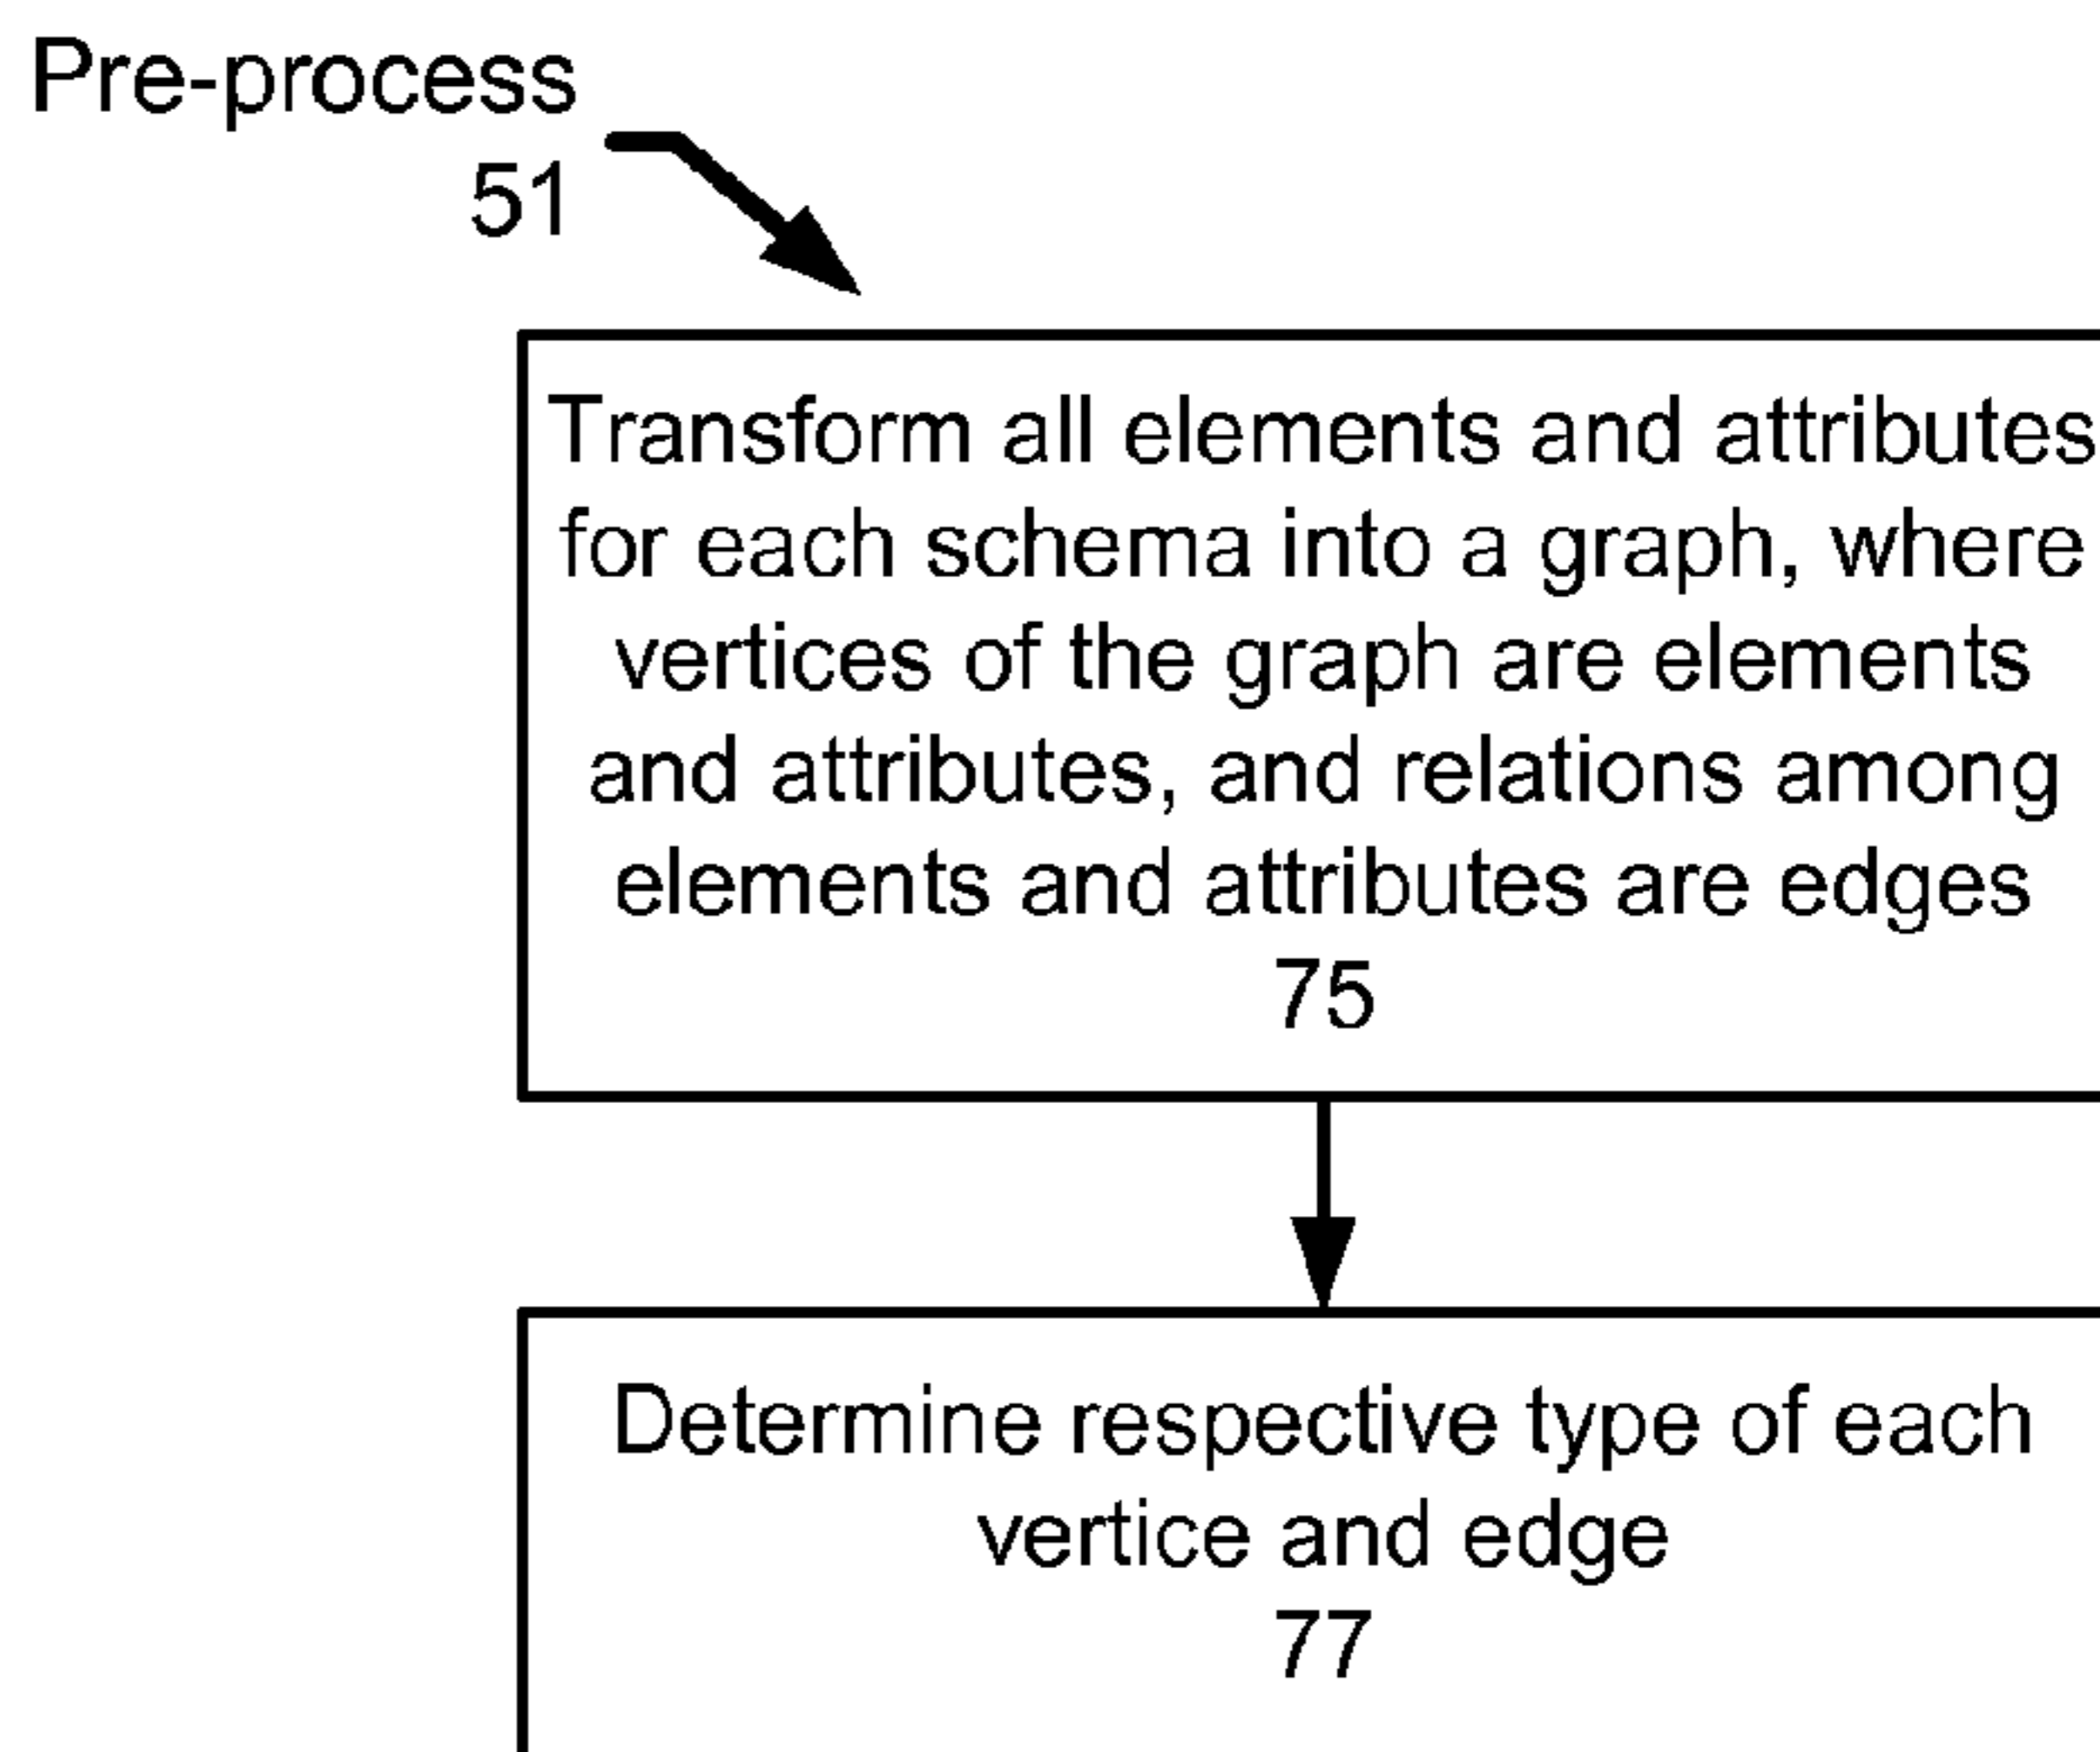 Pre-process
51
Transform all elements and attributes
for each schema into a graph, where
vertices of the graph are elements
and attributes, and relations among
elements and attributes are edges
75
Determine respective type of each
vertice and edge
77